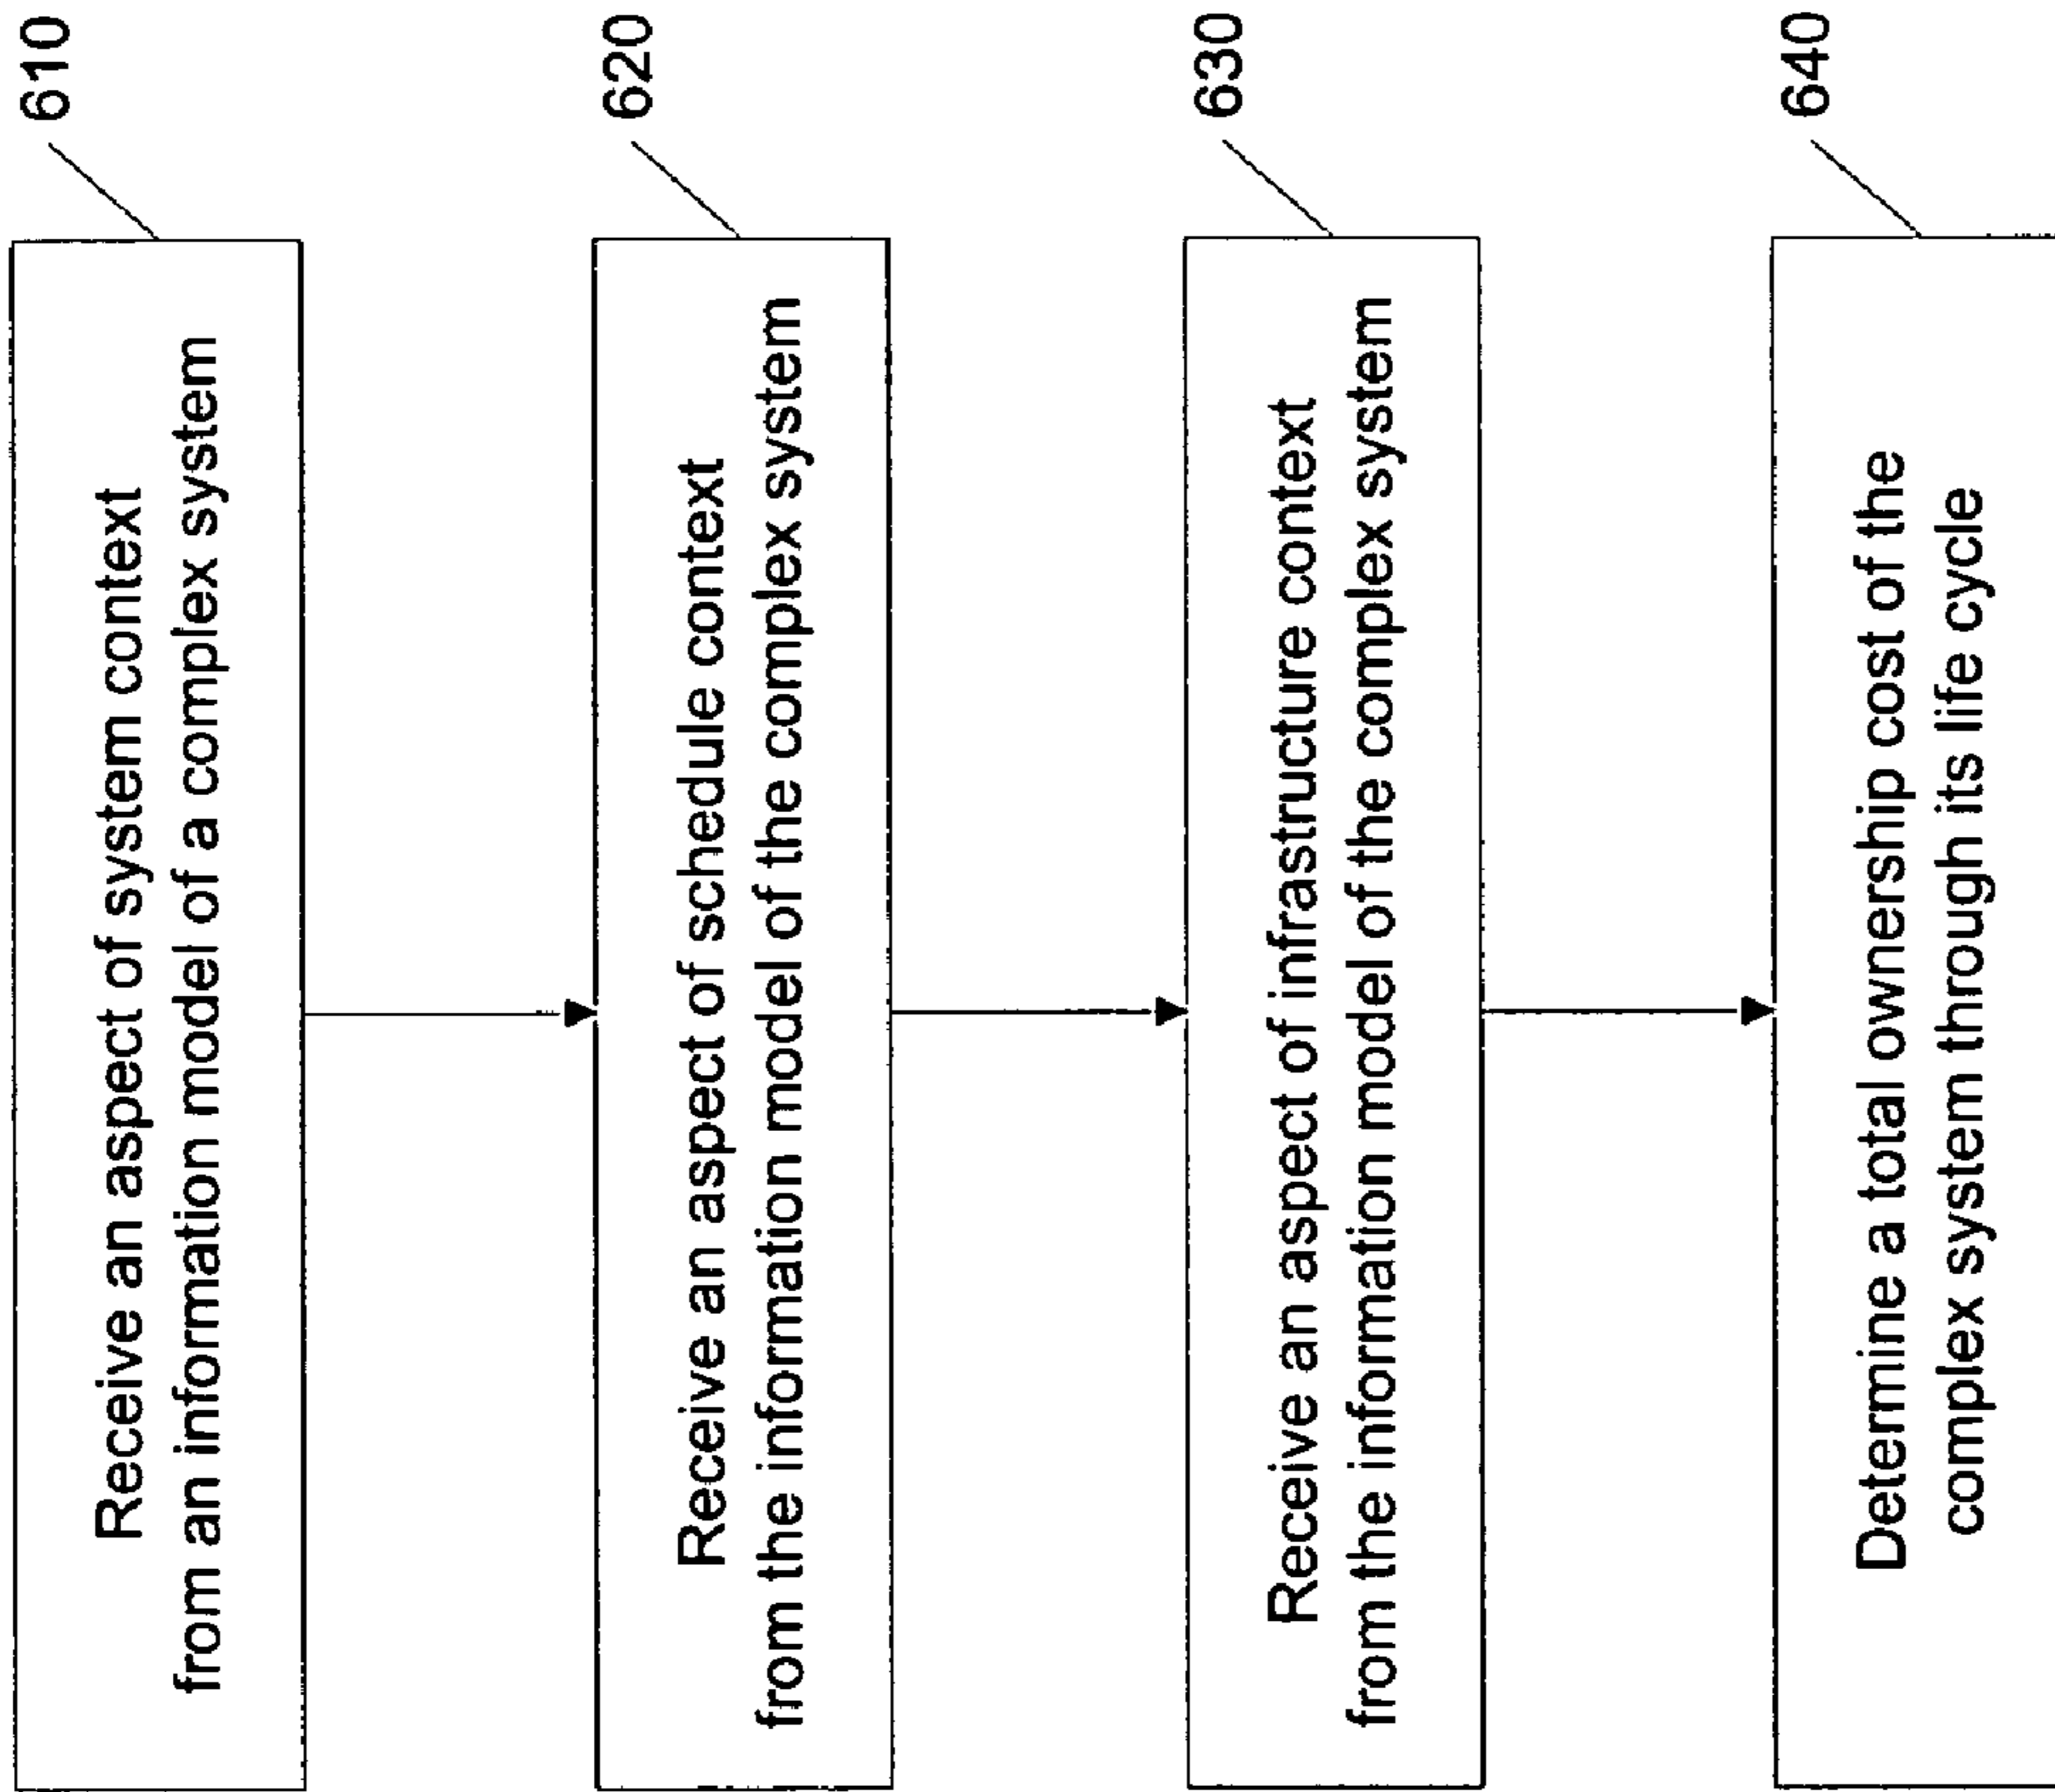 610
Receive an aspect of system context
from an information model of a complex system
620
Receive an aspect of schedule context
from the information model of the complex system
630
Receive an aspect of infrastructure context
from the information model of the complex system
640
Determine a total ownership cost of the
complex system through its life cycle